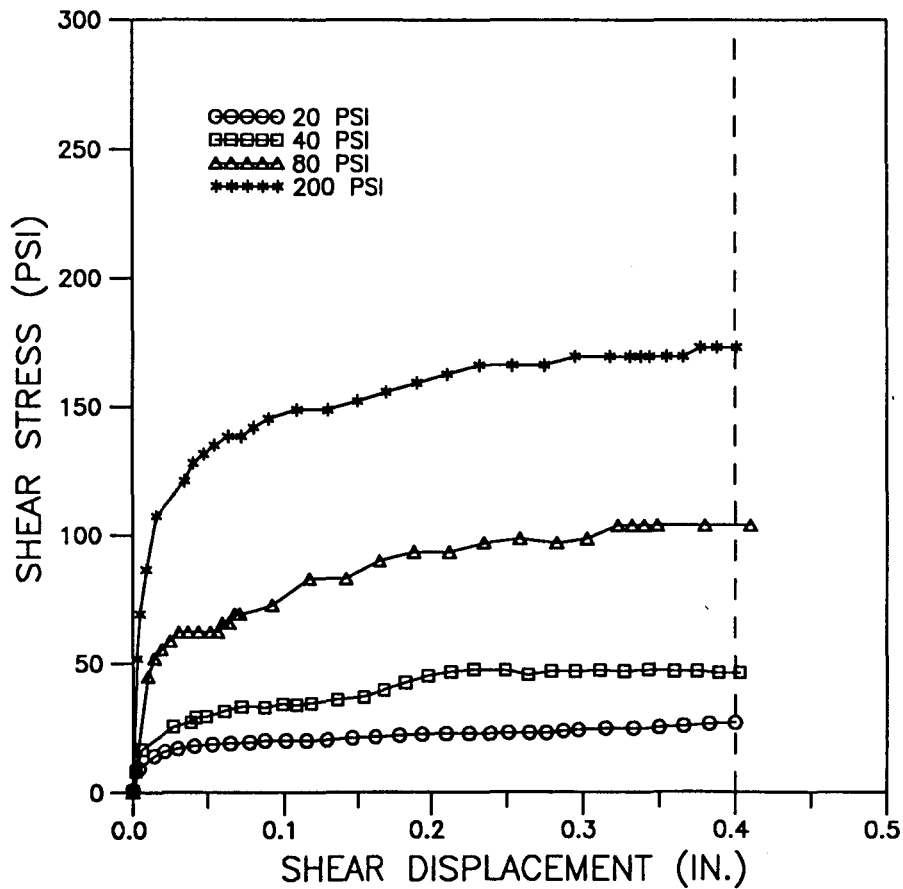 300
250
200
150
100
50
0
SHEAR STRESS (PSI)
20 PSI
40 PSI
80 PSI
200 PSI
0.0 0.1 0.2 0.3 0.4 0.5
SHEAR DISPLACEMENT (IN.)